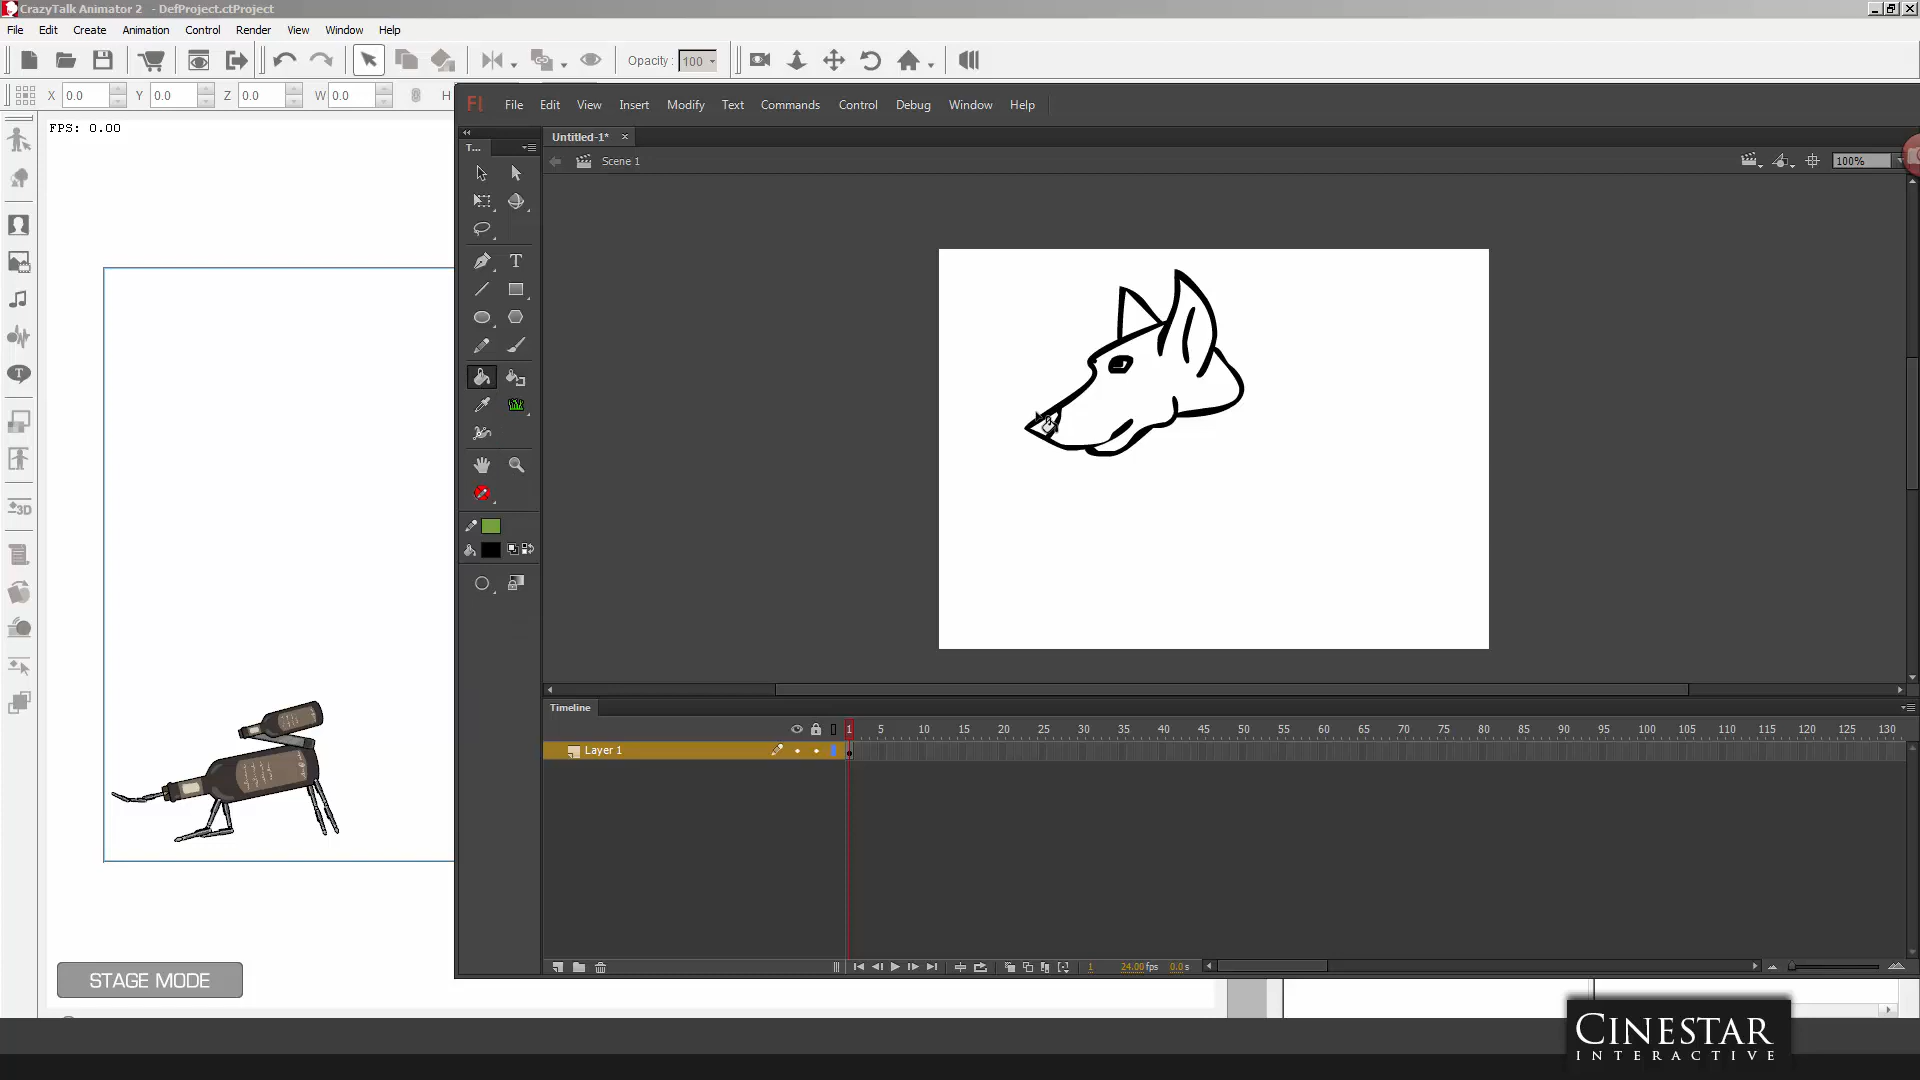 CrazyTalk Animator 2 - DefProject.ctProject
File Edit Create Animation Control Render View Window Help
Opacity : 100
X 0.0 Y 0.0 Z 0.0 W 0.0 H
FPS: 0.00
Fl File Edit View Insert Modify Text Commands Control Debug Window Help
Untitled-1*
T...
Scene 1
100%
T
3D
Timeline
1 5 10 15 20 25 30 35 40 45 50 55 60 65 70 75 80 85 90 95 100 105 110 115 120 125 130
Layer 1
1 24.00fps 0.0s
STAGE MODE
CINESTAR
INTERACTIVE